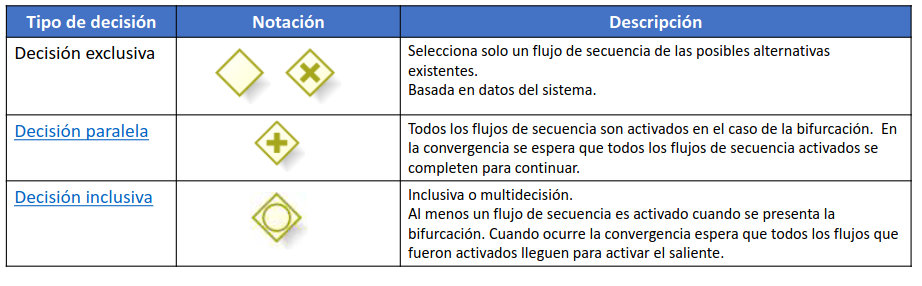 Tipo de decisión
Notación
Descripción
Decisión exclusiva
Selecciona solo un flujo de secuencia de las posibles alternativas
existentes.
Basada en datos del sistema.
Decisión paralela
Todos los flujos de secuencia son activados en el caso de la bifurcación. En
la convergencia se espera que todos los flujos de secuencia activados se
completen para continuar.
Decisión inclusiva
Inclusiva o multidecisión.
Al menos un flujo de secuencia es activado cuando se presenta la
bifurcación. Cuando ocurre la convergencia espera que todos los flujos que
fueron activados lleguen para activar el saliente.